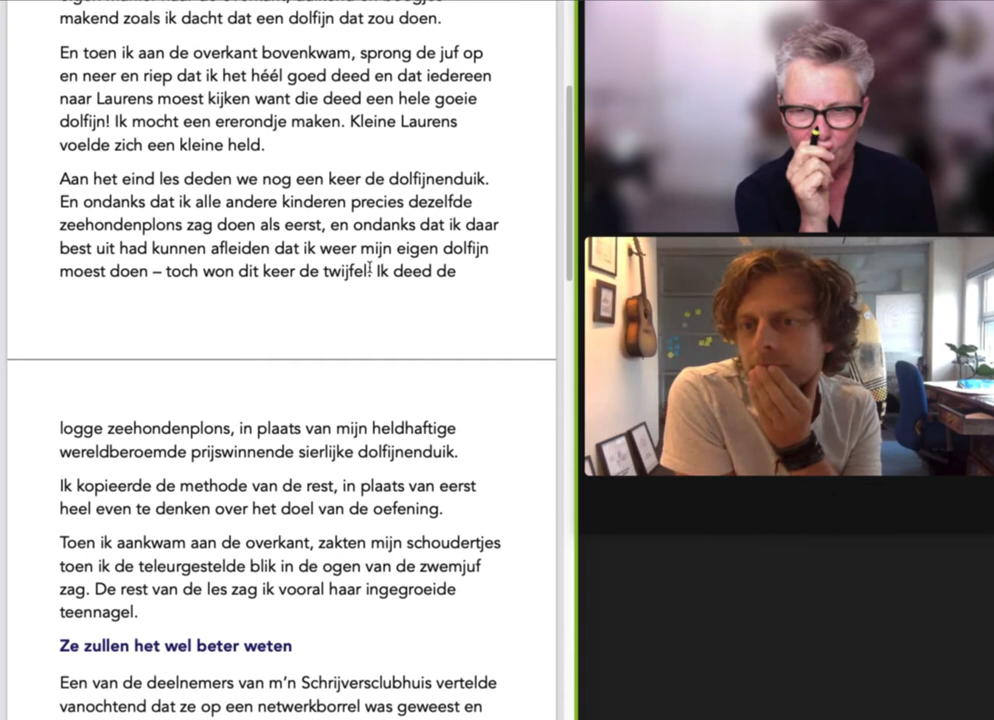 makend zoals ik dacht dat een dolfijn dat zou doen.
En toen ik aan de overkant bovenkwam, sprong de juf op
en neer en riep dat ik het héél goed deed en dat iedereen
naar Laurens moest kijken want die deed een hele goeie
dolfijn! Ik mocht een ererondje maken. Kleine Laurens
voelde zich een kleine held.
Aan het eind les deden we nog een keer de dolfijnenduik.
En ondanks dat ik alle andere kinderen precies dezelfde
zeehondenplons zag doen als eerst, en ondanks dat ik daar
best uit had kunnen afleiden dat ik weer mijn eigen dolfijn
moest doen – toch won dit keer de twijfel! Ik deed de
logge zeehondenplons, in plaats van mijn heldhaftige
wereldberoemde prijswinnende sierlijke dolfijnenduik.
Ik kopieerde de methode van de rest, in plaats van eerst
heel even te denken over het doel van de oefening.
Toen ik aankwam aan de overkant, zakten mijn schoudertjes
toen ik de teleurgestelde blik in de ogen van de zwemjuf
zag. De rest van de les zag ik vooral haar ingegroeide
teennagel.
Ze zullen het wel beter weten
Een van de deelnemers van m’n Schrijversclubhuis vertelde
vanochtend dat ze op een netwerkborrel was geweest en